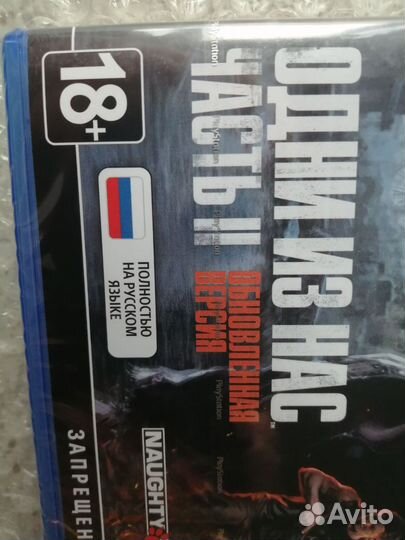 ОДНИ ИЗ НАС™
ЧАСТЬ II
ОБНОВЛЕННАЯ
ВЕРСИЯ
18+
ПОЛНОСТЬЮ
НА РУССКОМ
ЯЗЫКЕ
NAUGHTY
ЗАПРЕЩЕН
PlayStation
PlayStation
PlayStation
PlayStation
PlayStation
Avito